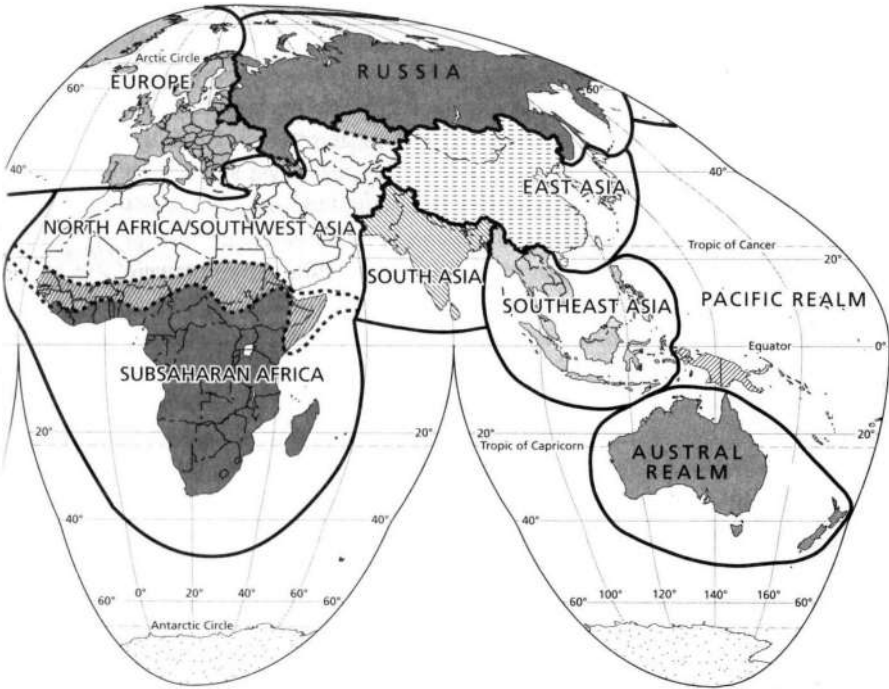 Arctic Circle
RUSSIA
EUROPE
60°
60°
40°
40°
EAST ASIA
NORTH AFRICA/SOUTHWEST ASIA
Tropic of Cancer
20°
SOUTH ASIA
SOUTHEAST ASIA
PACIFIC REALM
Equator
0°
SUBSAHARAN AFRICA
20°
20°
20°
20°
Tropic of Capricorn
AUSTRAL
REALM
40°
40°
40°
40°
60°
0°
20°
40°
60°
60°
60°
100°
120°
140°
160°
60°
Antarctic Circle